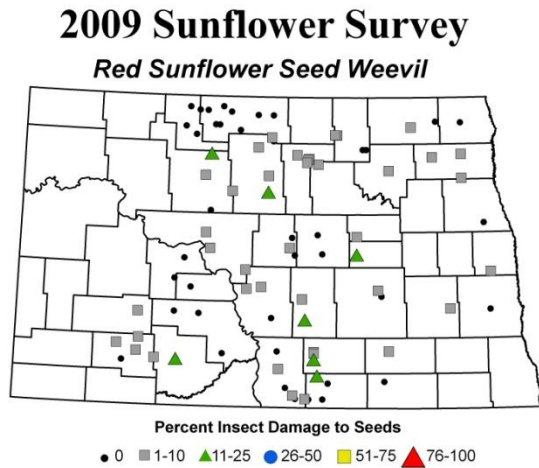 2009 Sunflower Survey
Red Sunflower Seed Weevil
Percent Insect Damage to Seeds
0 1-10 11-25 26-50 51-75 76-100